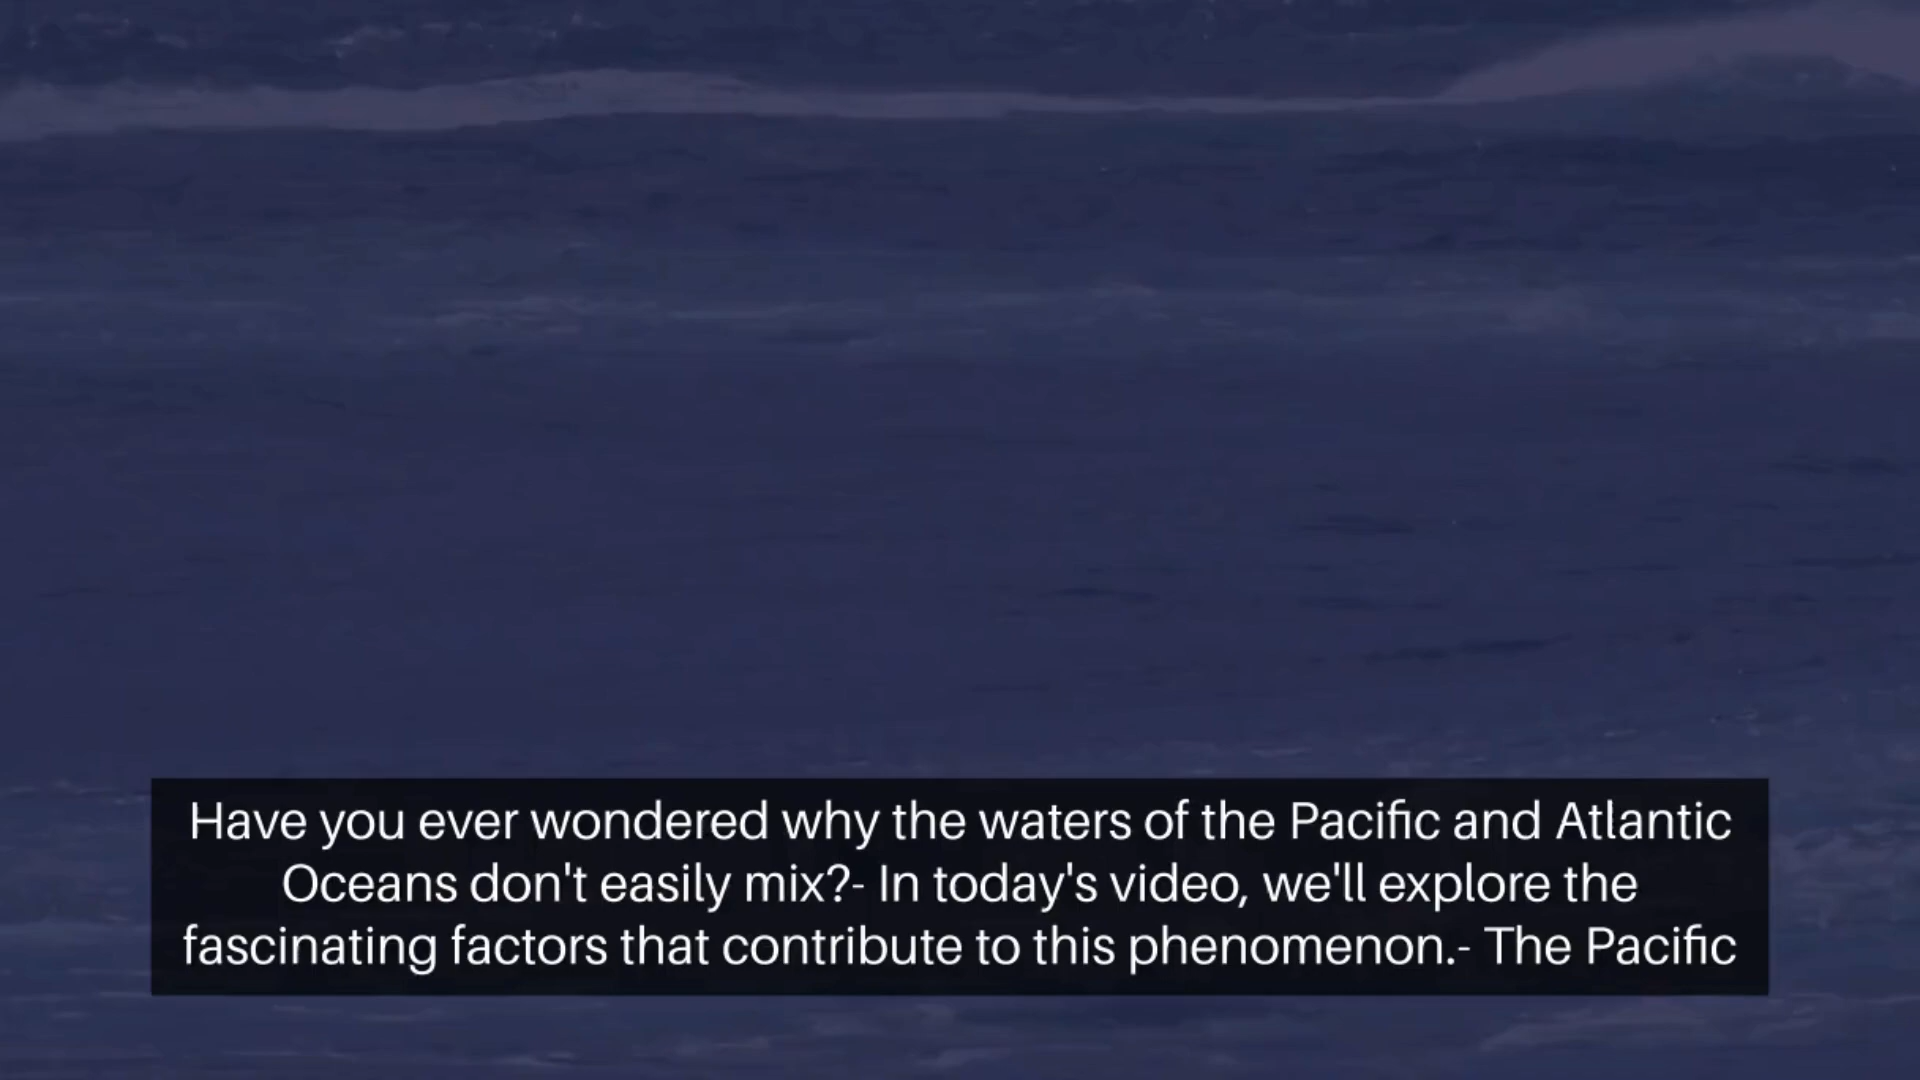 Have you ever wondered why the waters of the Pacific and Atlantic
Oceans don't easily mix?- In today's video, we'll explore the
fascinating factors that contribute to this phenomenon.- The Pacific